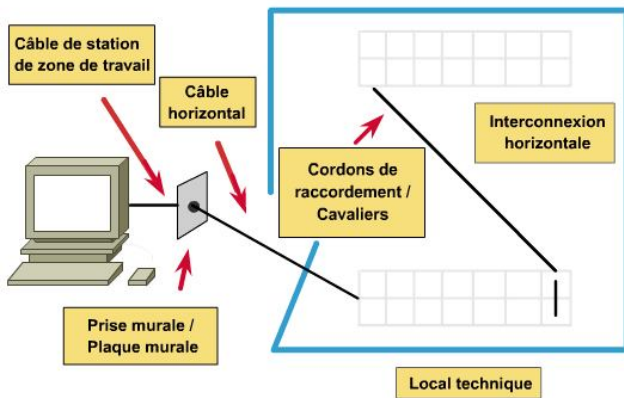 Câble de station
de zone de travail
Câble
horizontal
Interconnexion
horizontale
Cordons de
raccordement /
Cavaliers
Prise murale /
Plaque murale
Local technique